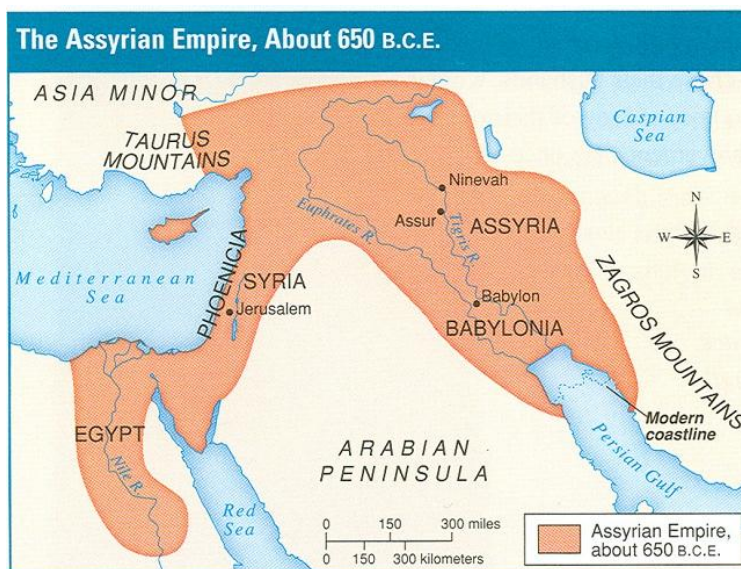 The Assyrian Empire, About 650 B.C.E.
ASIA MINOR
TAURUS
MOUNTAINS
Caspian
Sea
Ninevah
Assur
ASSYRIA
Tigris R.
Euphrates R.
N
W E
S
Mediterranean
Sea
PHOENICIA
SYRIA
Jerusalem
Babylon
BABYLONIA
ZAGROS MOUNTAINS
Modern
coastline
EGYPT
Nile R.
ARABIAN
PENINSULA
Persian Gulf
Red
Sea
0 150 300 miles
0 150 300 kilometers
Assyrian Empire,
about 650 B.C.E.